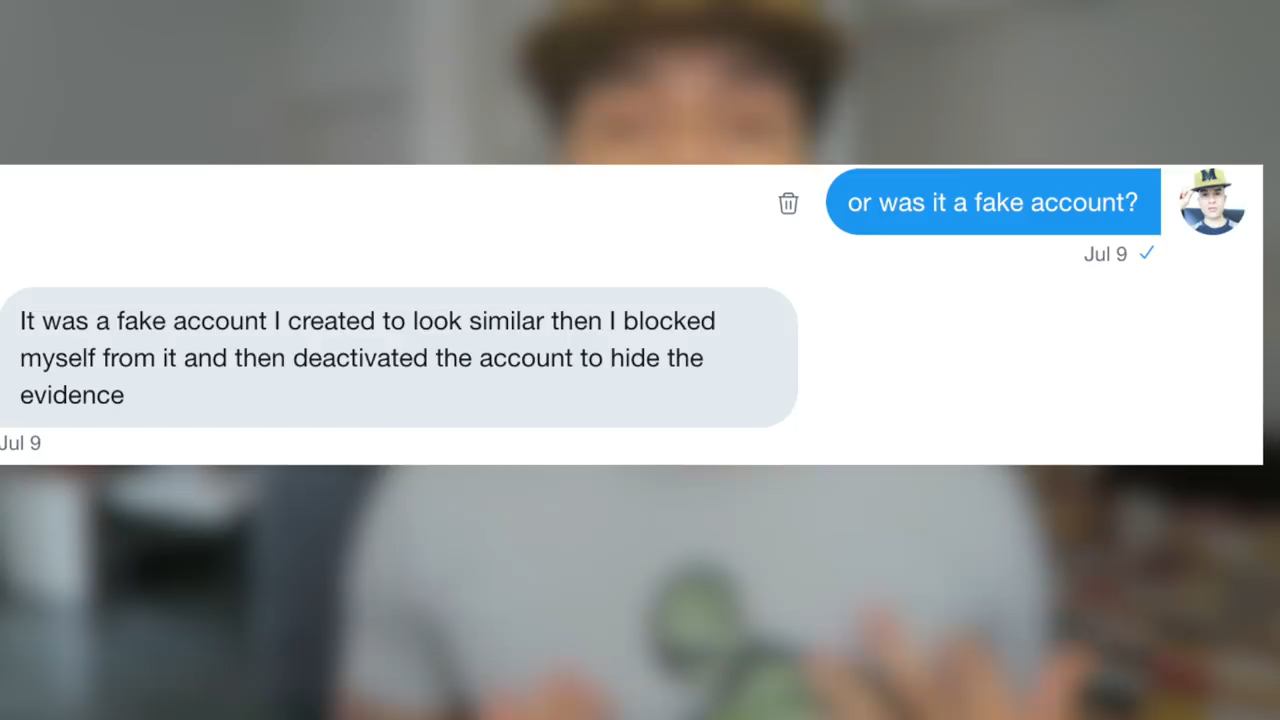 or was it a fake account?
Jul 9
It was a fake account I created to look similar then I blocked
myself from it and then deactivated the account to hide the
evidence
Jul 9